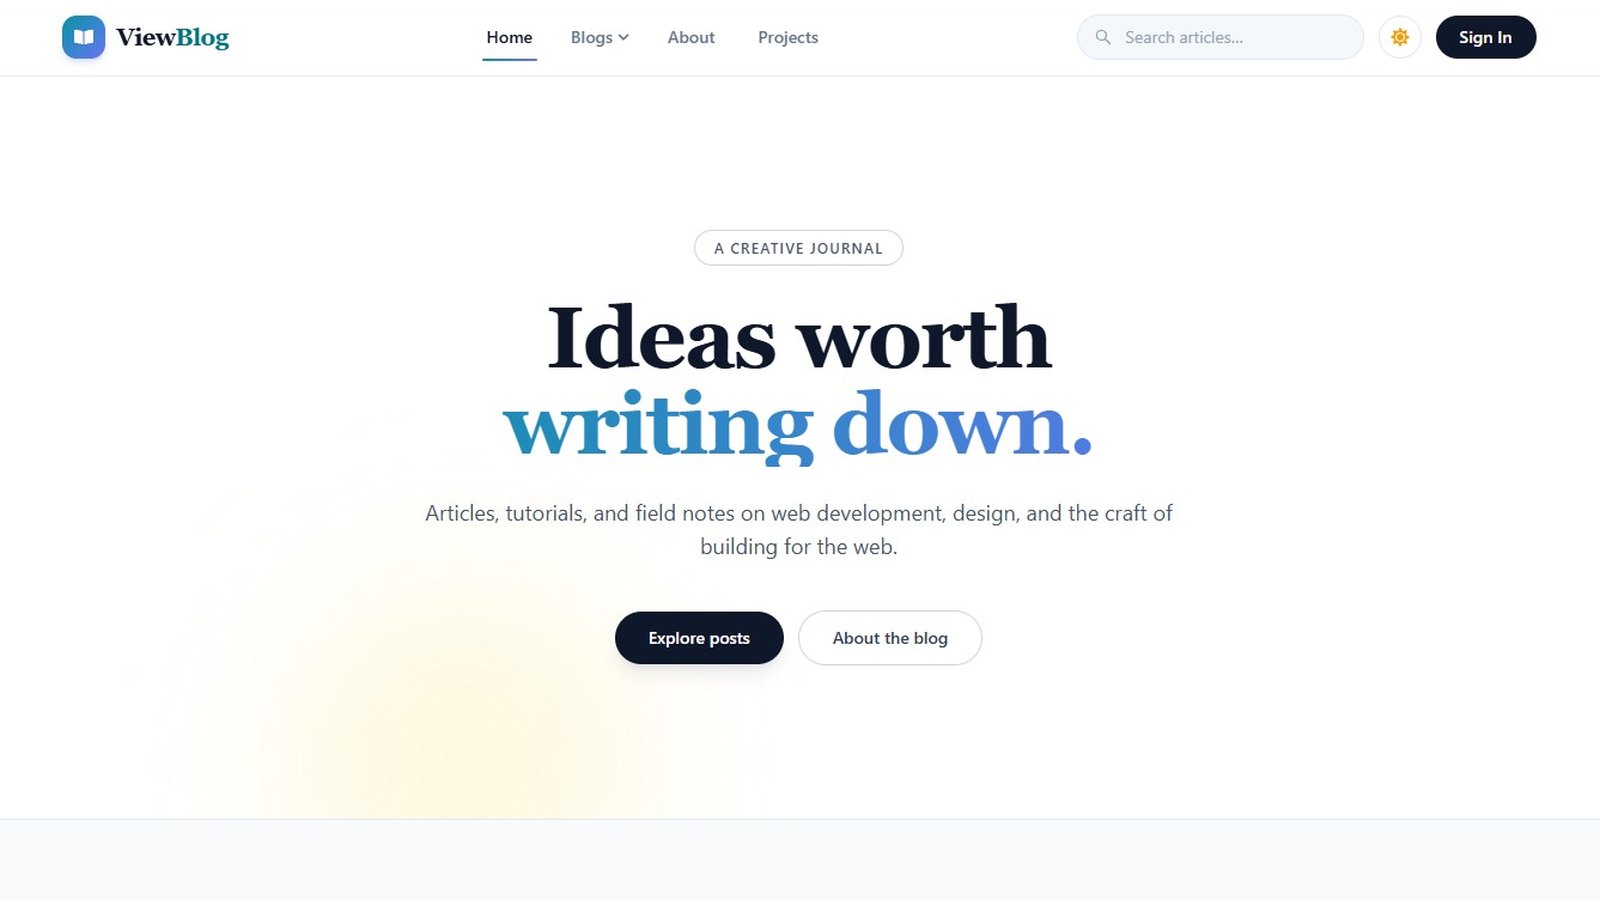 ViewBlog
Home
Blogs
About
Projects
Search articles...
Sign In
A CREATIVE JOURNAL
Ideas worth
writing down.
Articles, tutorials, and field notes on web development, design, and the craft of
building for the web.
Explore posts
About the blog